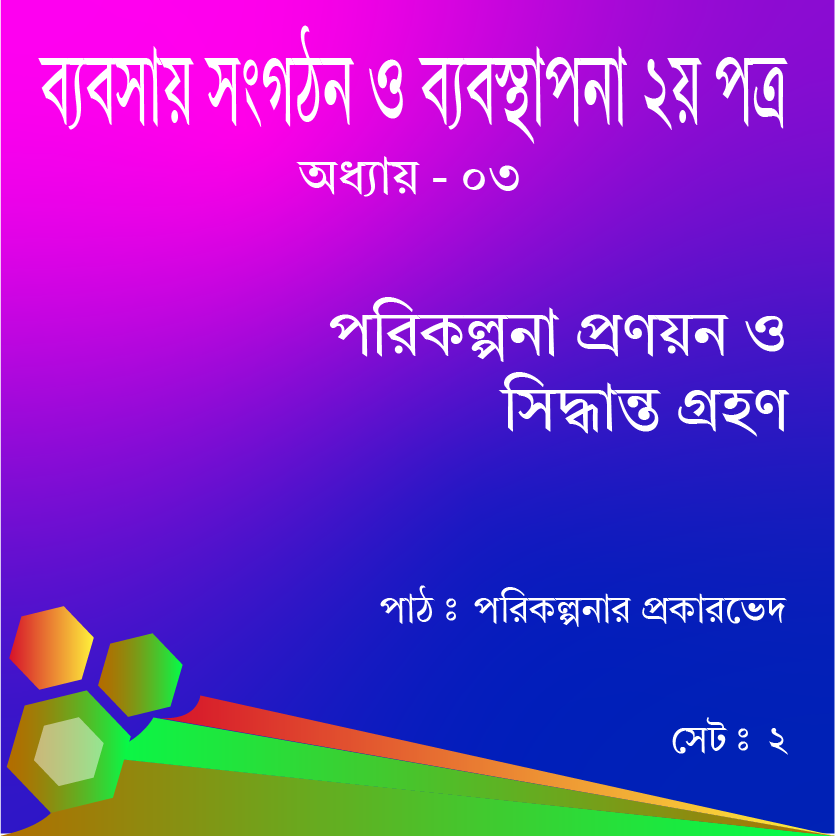 ব্যবসায় সংগঠন ও ব্যবস্থাপনা ২য় পত্র
অধ্যায় - ০৩
পরিকল্পনা প্রণয়ন ও
সিদ্ধান্ত গ্রহণ
পাঠ ঃ পরিকল্পনার প্রকারভেদ
সেট ঃ ২